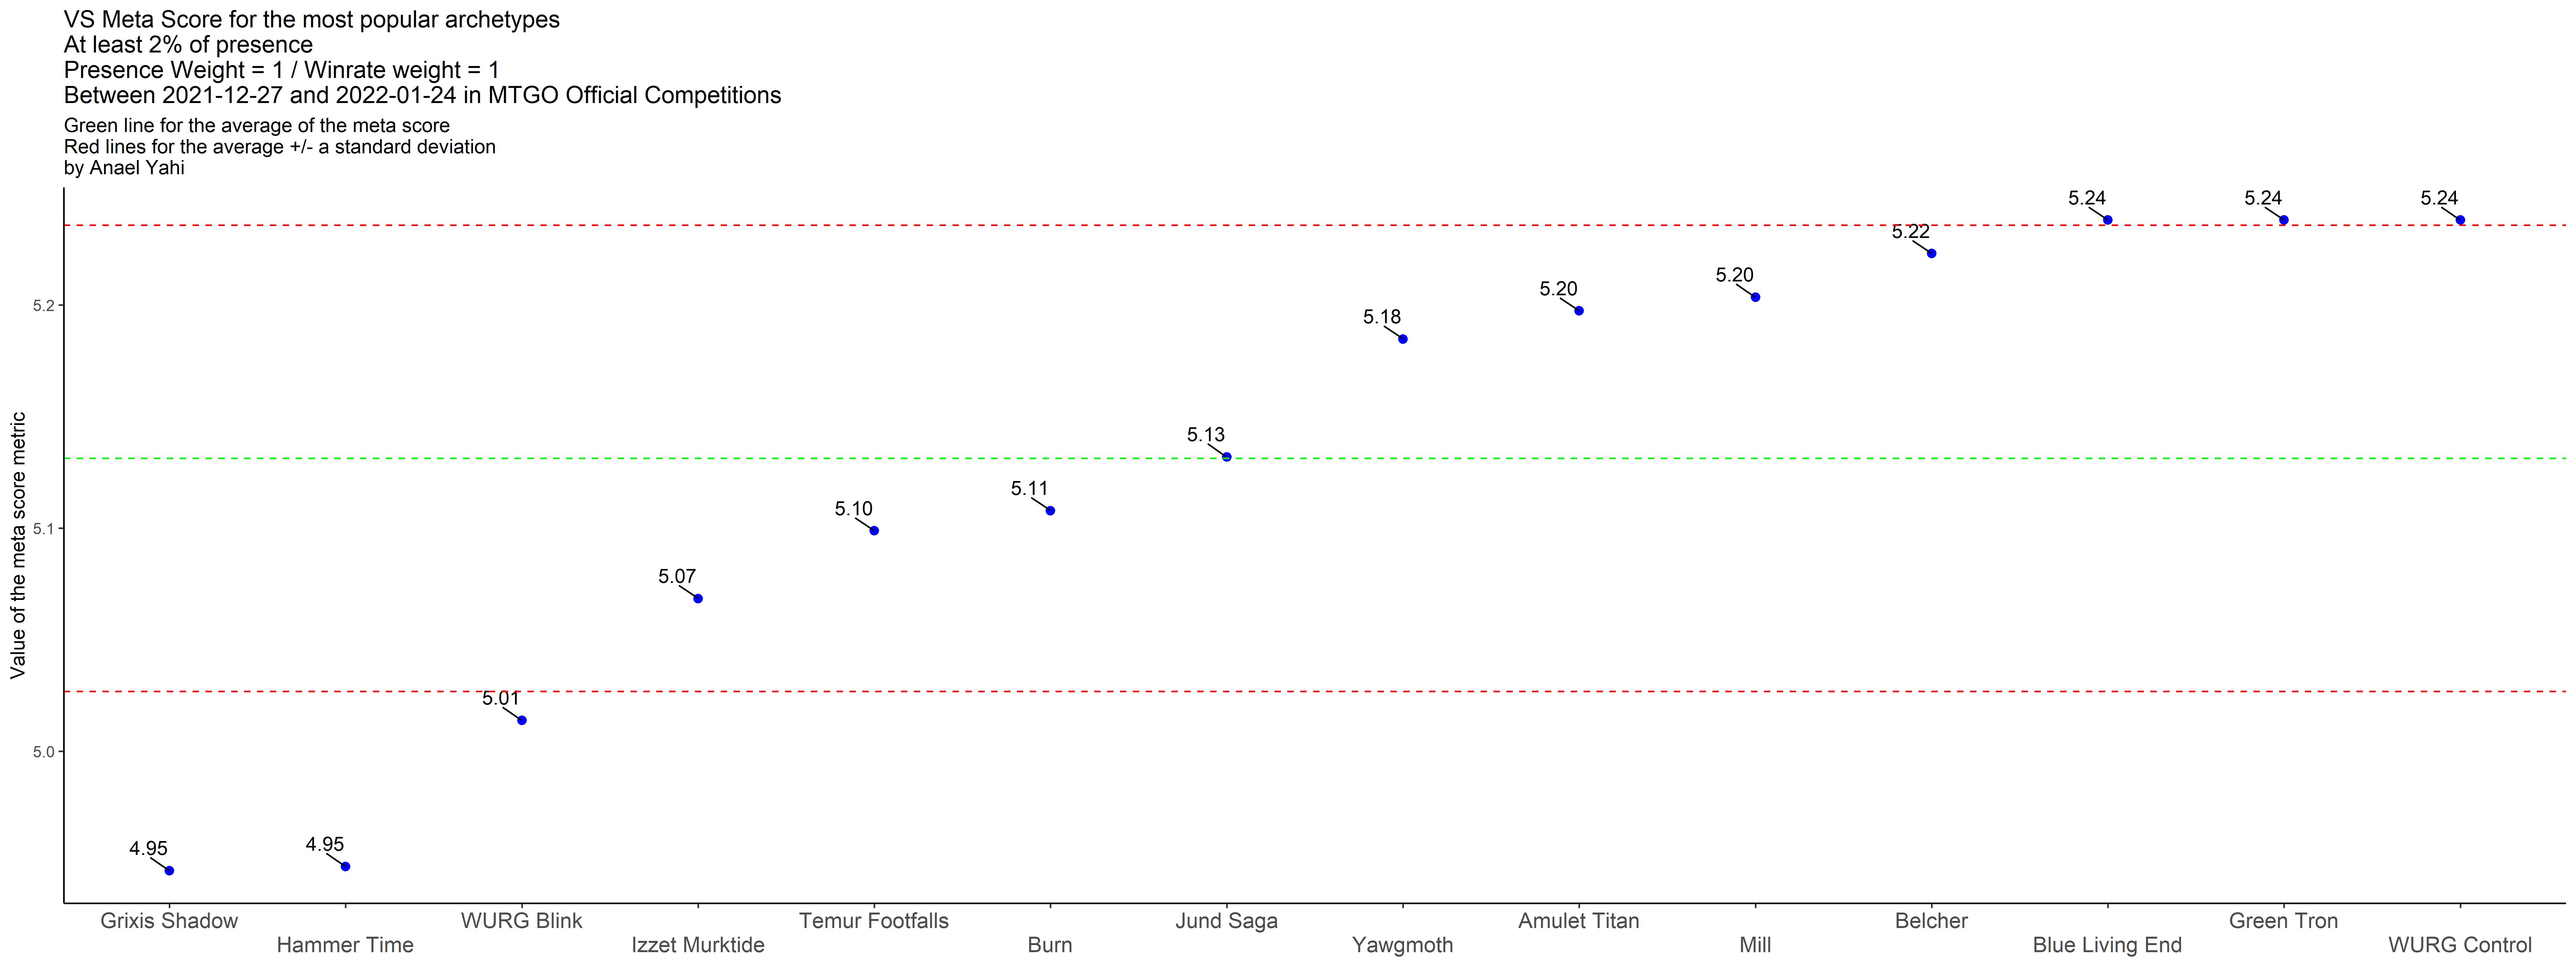 VS Meta Score for the most popular archetypes
At least 2% of presence
Presence Weight = 1 / Winrate weight = 1
Between 2021-12-27 and 2022-01-24 in MTGO Official Competitions
Green line for the average of the meta score
Red lines for the average +/- a standard deviation
by Anael Yahi
Value of the meta score metric
5.2
5.1
5.0
4.95
4.95
5.01
5.07
5.10
5.11
5.13
5.18
5.20
5.20
5.22
5.24
5.24
5.24
Grixis Shadow
Hammer Time
WURG Blink
Izzet Murktide
Temur Footfalls
Burn
Jund Saga
Yawgmoth
Amulet Titan
Mill
Belcher
Blue Living End
Green Tron
WURG Control